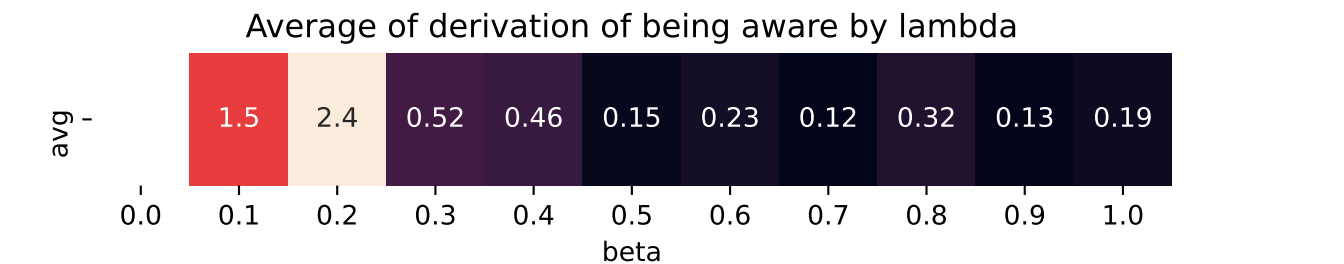 Average of derivation of being aware by lambda
avg
1.5 2.4 0.52 0.46 0.15 0.23 0.12 0.32 0.13 0.19
0.0 0.1 0.2 0.3 0.4 0.5 0.6 0.7 0.8 0.9 1.0
beta